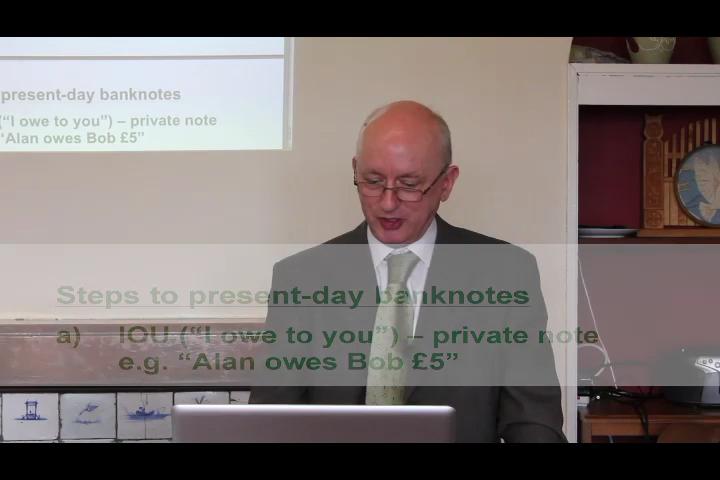 present-day banknotes
(“I owe to you”) – private note
“Alan owes Bob £5”
Steps to present-day banknotes
a) IOU (“I owe to you”) – private note
e.g. “Alan owes Bob £5”